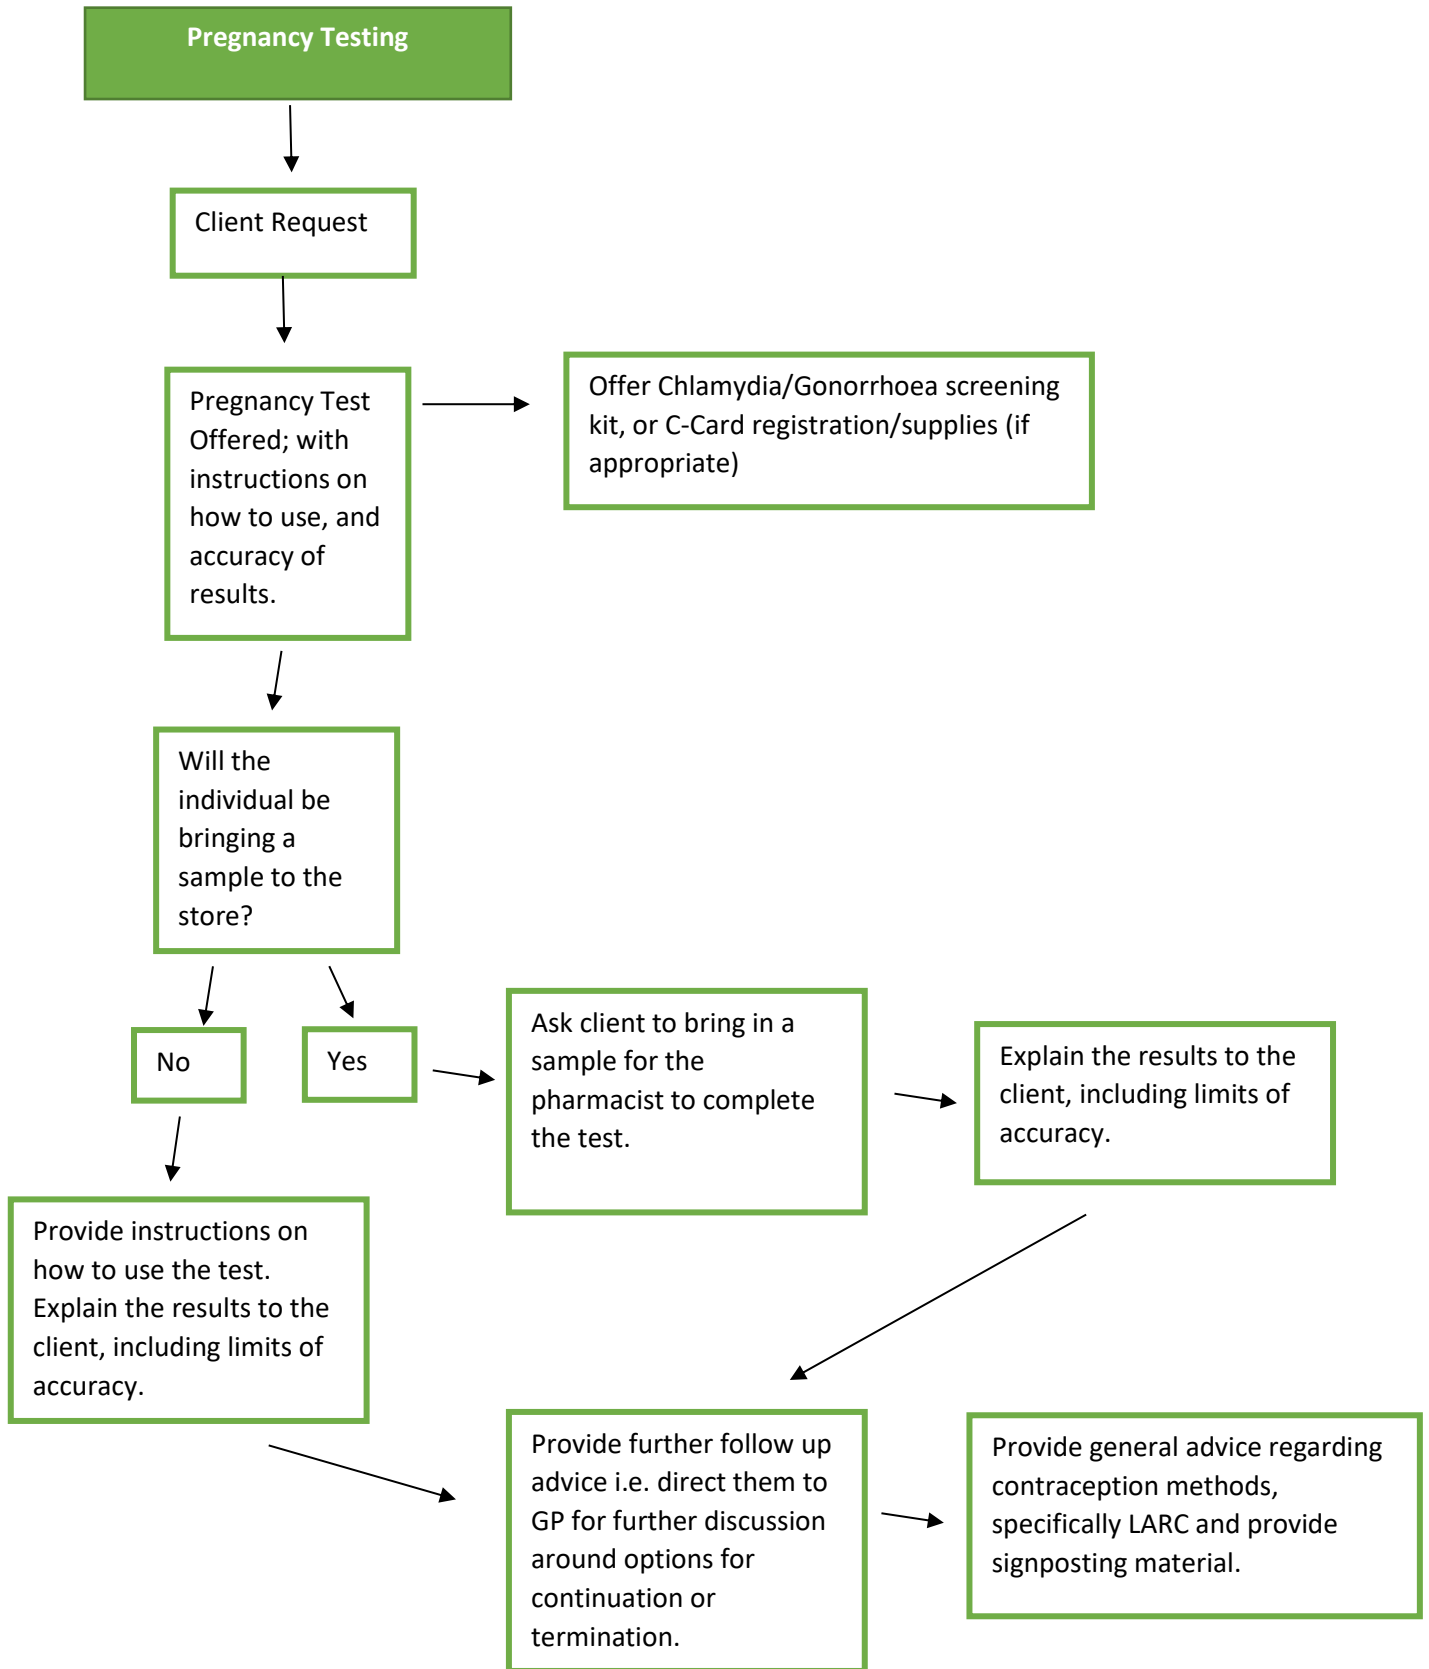 Pregnancy Testing
Client Request
Pregnancy Test
Offered; with
instructions on
how to use, and
accuracy of
results.
Offer Chlamydia/Gonorrhoea screening
kit, or C-Card registration/supplies (if
appropriate)
Will the
individual be
bringing a
sample to the
store?
No
Yes
Ask client to bring in a
sample for the
pharmacist to complete
the test.
Explain the results to the
client, including limits of
accuracy.
Provide instructions on
how to use the test.
Explain the results to the
client, including limits of
accuracy.
Provide further follow up
advice i.e. direct them to
GP for further discussion
around options for
continuation or
termination.
Provide general advice regarding
contraception methods,
specifically LARC and provide
signposting material.